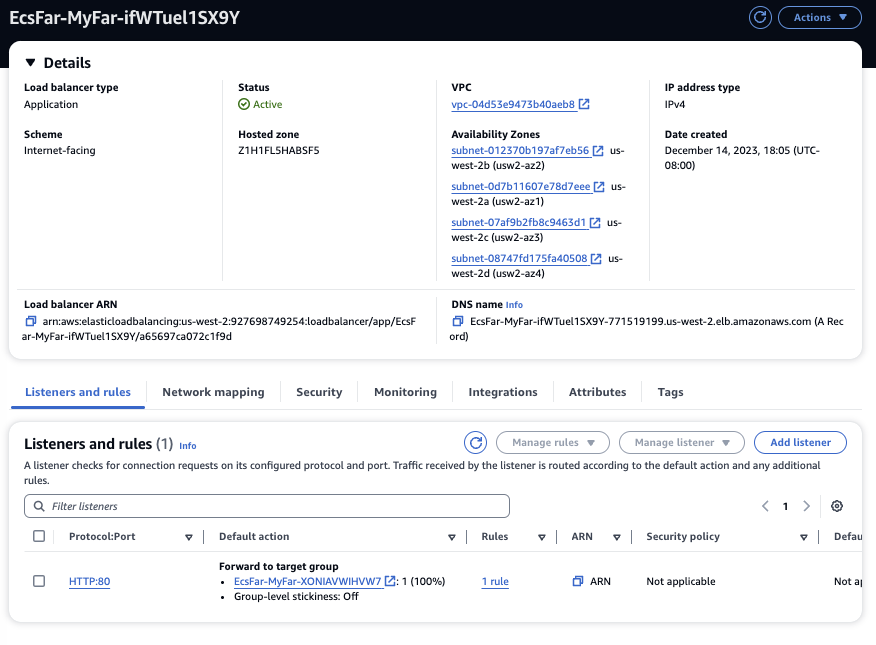 EcsFar-MyFar-ifWTuel1SX9Y
Actions
Details
Load balancer type
Application
Status
Active
VPC
vpc-04d53e9473b40aeb8
IP address type
IPv4
Scheme
Internet-facing
Hosted zone
Z1H1FL5HABSF5
Availability Zones
subnet-012370b197af7eb56 us-
west-2b (usw2-az2)
subnet-0d7b11607e78d7eee us-
west-2a (usw2-az1)
subnet-07af9b2fb8c9463d1 us-
west-2c (usw2-az3)
subnet-08747fd175fa40508 us-
west-2d (usw2-az4)
Date created
December 14, 2023, 18:05 (UTC-
08:00)
Load balancer ARN
arn:aws:elasticloadbalancing:us-west-2:927698749254:loadbalancer/app/EcsF
ar-MyFar-ifWTuel1SX9Y/a65697ca072c1f9d
DNS name Info
EcsFar-MyFar-ifWTuel1SX9Y-771519199.us-west-2.elb.amazonaws.com (A Rec
ord)
Listeners and rules
Network mapping
Security
Monitoring
Integrations
Attributes
Tags
Listeners and rules (1) Info
Manage rules
Manage listener
Add listener
A listener checks for connection requests on its configured protocol and port. Traffic received by the listener is routed according to the default action and any additional
rules.
Filter listeners
1
Protocol:Port
Default action
Rules
ARN
Security policy
Defau
HTTP:80
Forward to target group
• EcsFar-MyFar-XONIAVWIHVW7 : 1 (100%)
• Group-level stickiness: Off
1 rule
ARN
Not applicable
Not ap